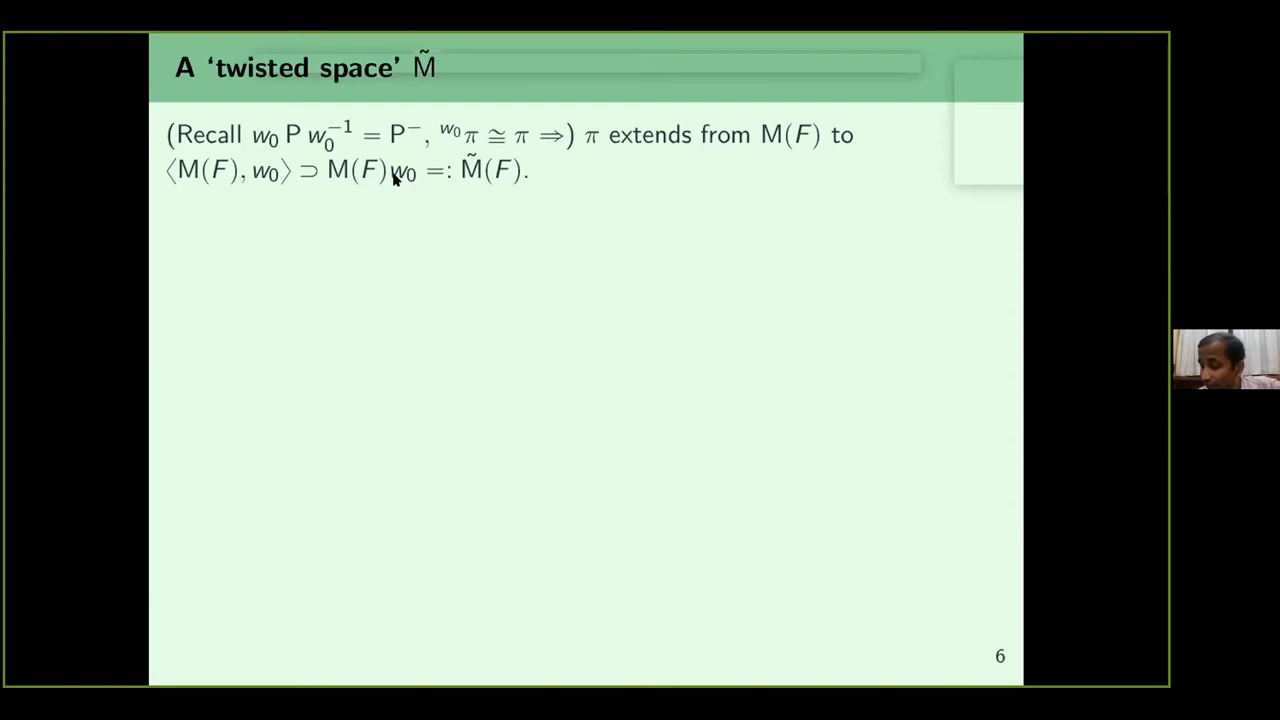 A ‘twisted space’ M̃
(Recall w₀ P w₀⁻¹ = P⁻, ʷ⁰π ≅ π ⇒) π extends from M(F) to
⟨M(F), w₀⟩ ⊃ M(F)w₀ =: M̃(F).
6